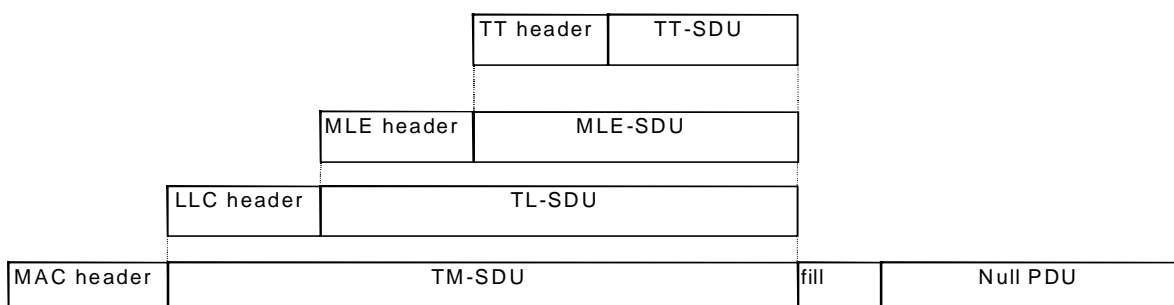 TT header TT-SDU
MLE header MLE-SDU
LLC header TL-SDU
MAC header TM-SDU fill Null PDU